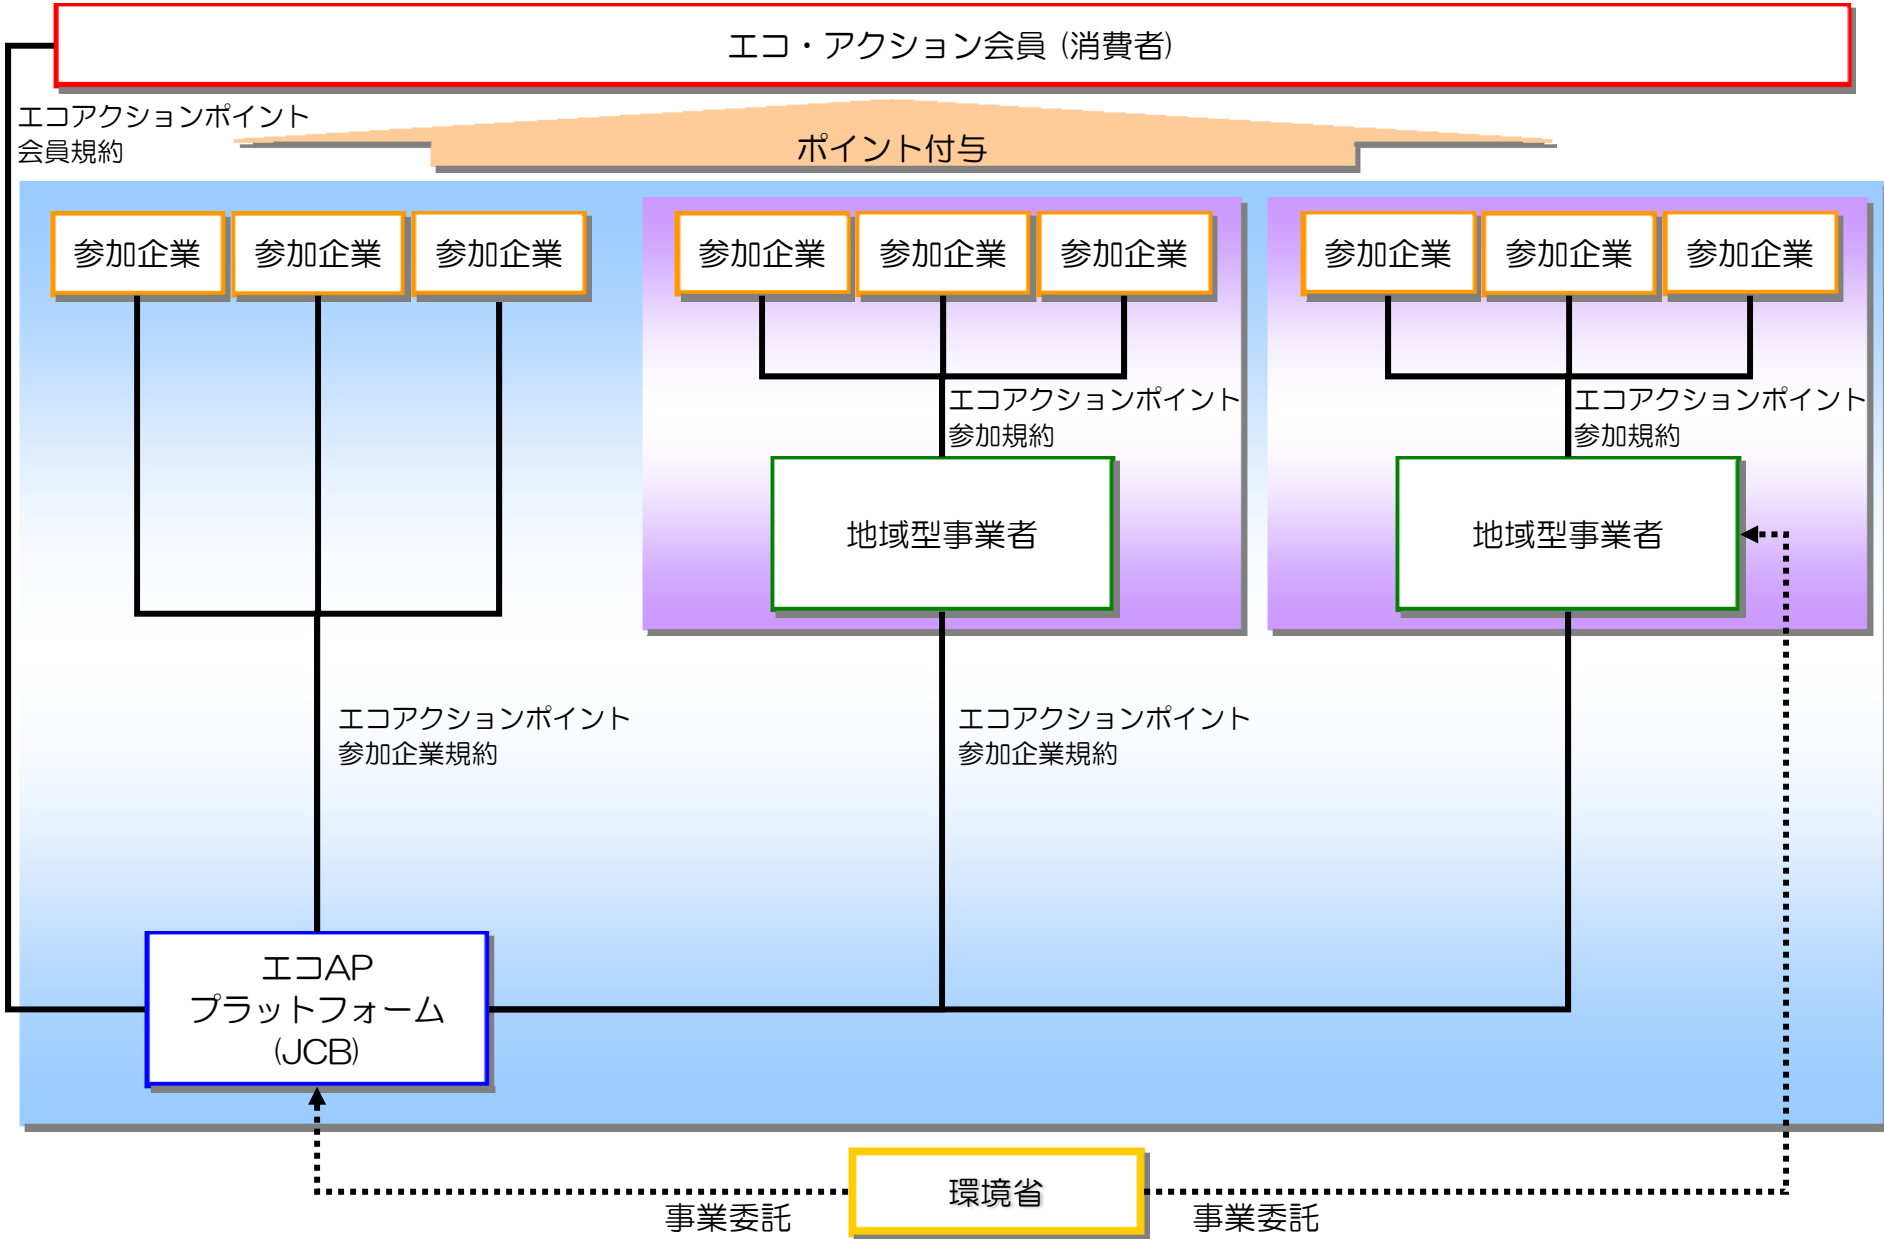 エコ・アクション会員 (消費者)
エコアクションポイント
会員規約
ポイント付与
参加企業 参加企業 参加企業 参加企業 参加企業 参加企業 参加企業 参加企業 参加企業
エコアクションポイント
参加規約
エコアクションポイント
参加規約
地域型事業者 地域型事業者
エコアクションポイント
参加企業規約
エコアクションポイント
参加企業規約
エコAP
プラットフォーム
(JCB)
環境省
事業委託 事業委託